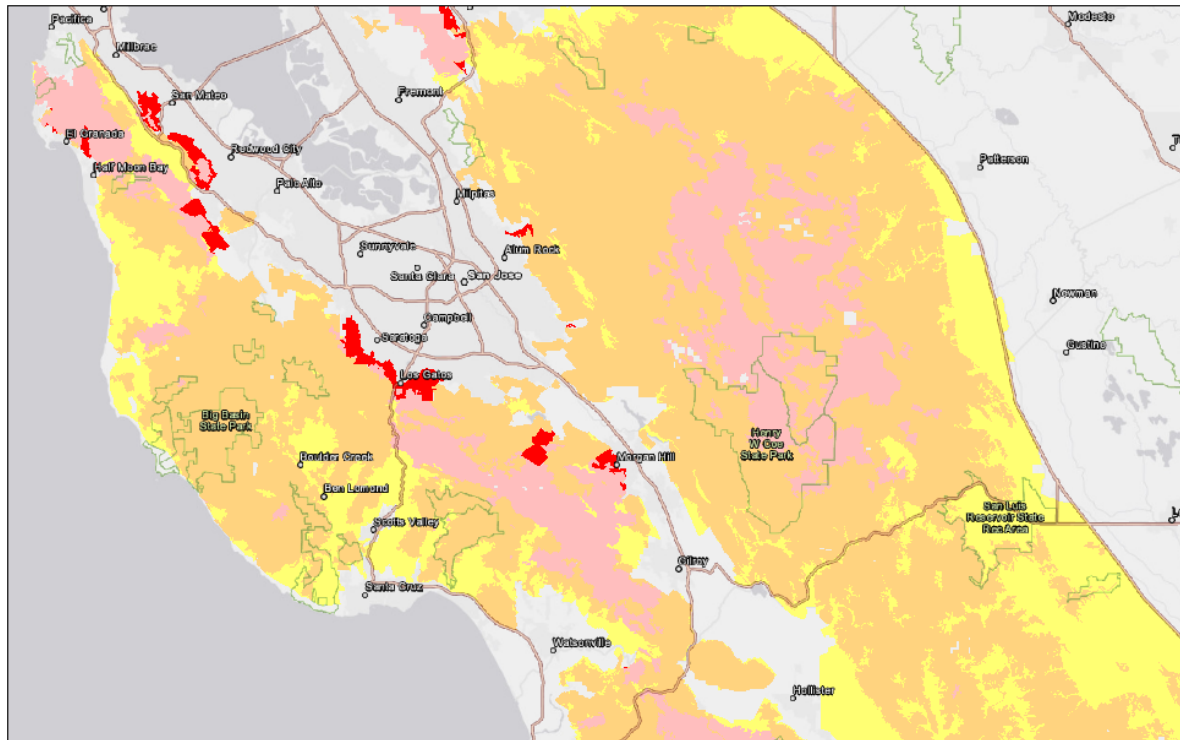 Pacifica
Modesto
Millbrae
San Mateo
Fremont
El Granada
Redwood City
Half Moon Bay
Palo Alto
Patterson
Milpitas
Alum Rock
Sunnyvale
Santa Clara
San Jose
Newman
Campbell
Saratoga
Gustine
Los Gatos
Big Basin
State Park
Henry
W Coe
State Park
Boulder Creek
Morgan Hill
Ben Lomond
San Luis
Reservoir State
Rec Area
Scotts Valley
Gilroy
Santa Cruz
Watsonville
Hollister